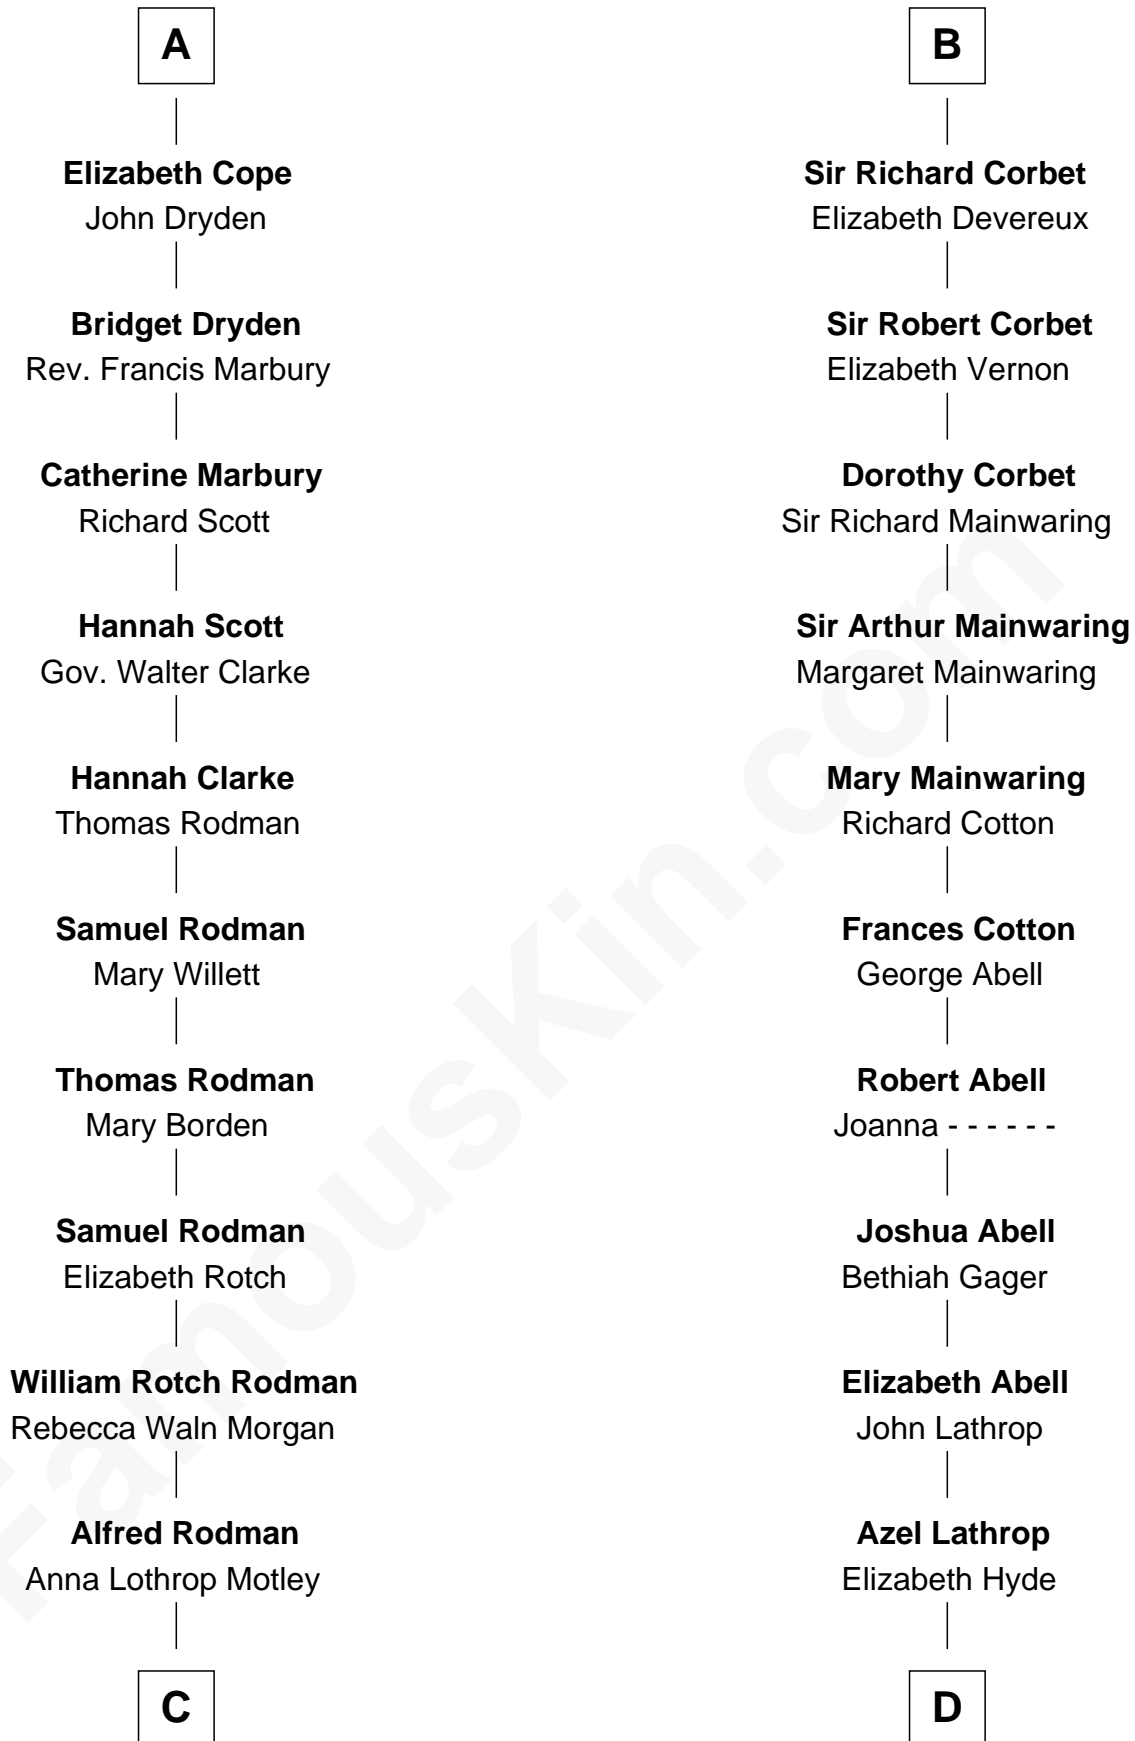 A
Elizabeth Cope
John Dryden
Bridget Dryden
Rev. Francis Marbury
Catherine Marbury
Richard Scott
Hannah Scott
Gov. Walter Clarke
Hannah Clarke
Thomas Rodman
Samuel Rodman
Mary Willett
Thomas Rodman
Mary Borden
Samuel Rodman
Elizabeth Rotch
William Rotch Rodman
Rebecca Waln Morgan
Alfred Rodman
Anna Lothrop Motley
C
B
Sir Richard Corbet
Elizabeth Devereux
Sir Robert Corbet
Elizabeth Vernon
Dorothy Corbet
Sir Richard Mainwaring
Sir Arthur Mainwaring
Margaret Mainwaring
Mary Mainwaring
Richard Cotton
Frances Cotton
George Abell
Robert Abell
Joanna - - - - - -
Joshua Abell
Bethiah Gager
Elizabeth Abell
John Lathrop
Azel Lathrop
Elizabeth Hyde
D
FamousKin.com